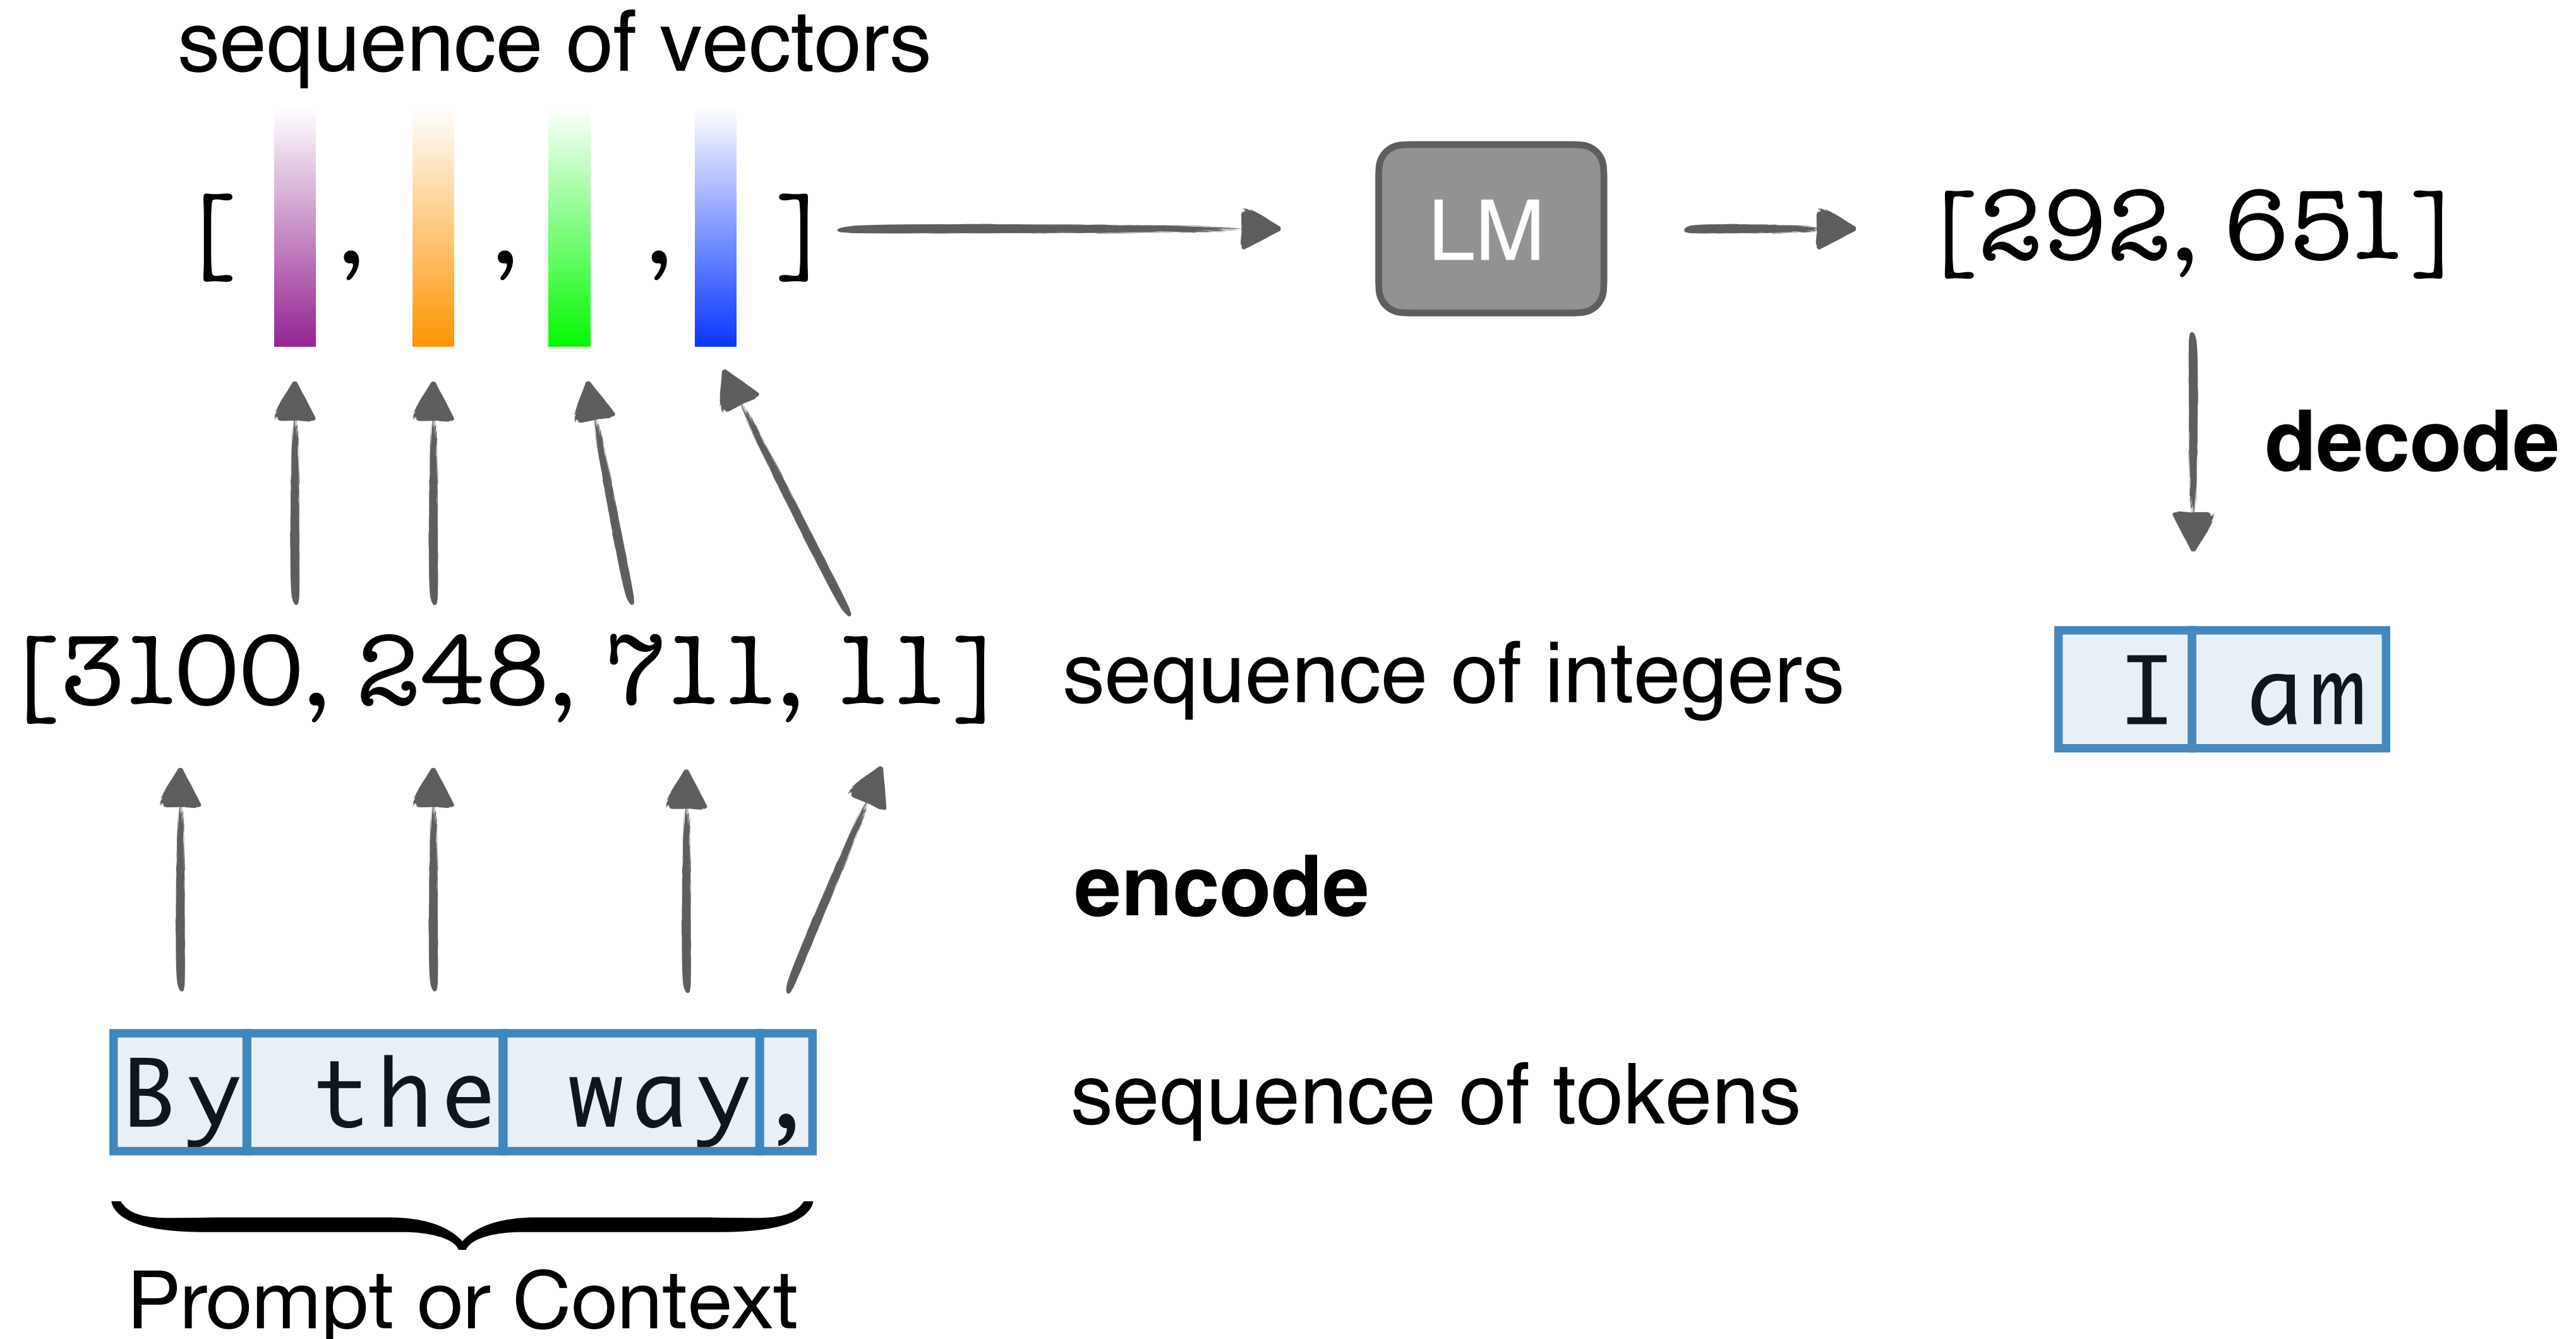 sequence of vectors
[ , , , ]
LM
[292, 651]
decode
[3100, 248, 711, 11]
sequence of integers
I am
encode
By the way,
sequence of tokens
Prompt or Context